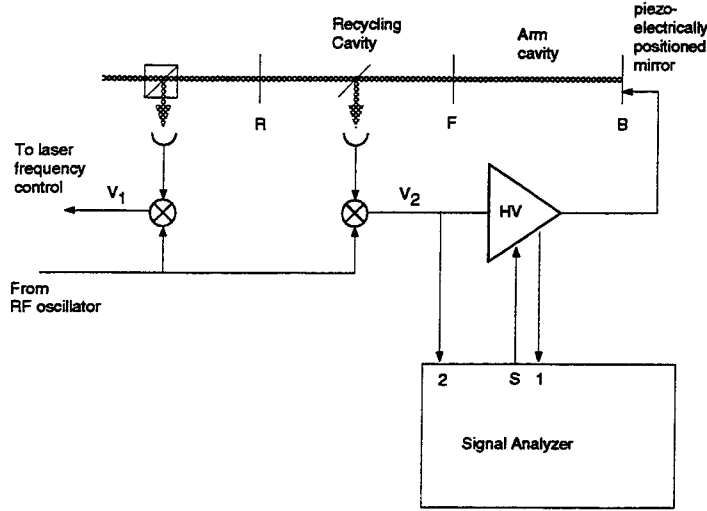 piezo-
electrically
positioned
mirror
Recycling
Cavity
Arm
cavity
R
F
B
To laser
frequency
control
V1
V2
HV
From
RF oscillator
2
S
1
Signal Analyzer